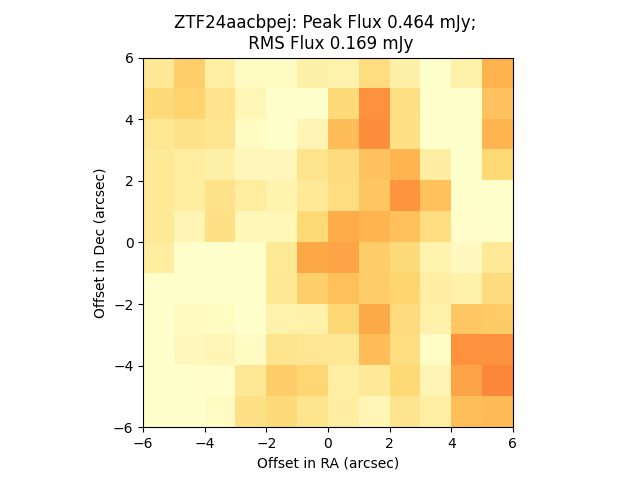 ZTF24aacbpej: Peak Flux 0.464 mJy;
RMS Flux 0.169 mJy
6
4
2
0
−2
−4
−6
Offset in Dec (arcsec)
−6 −4 −2 0 2 4 6
Offset in RA (arcsec)